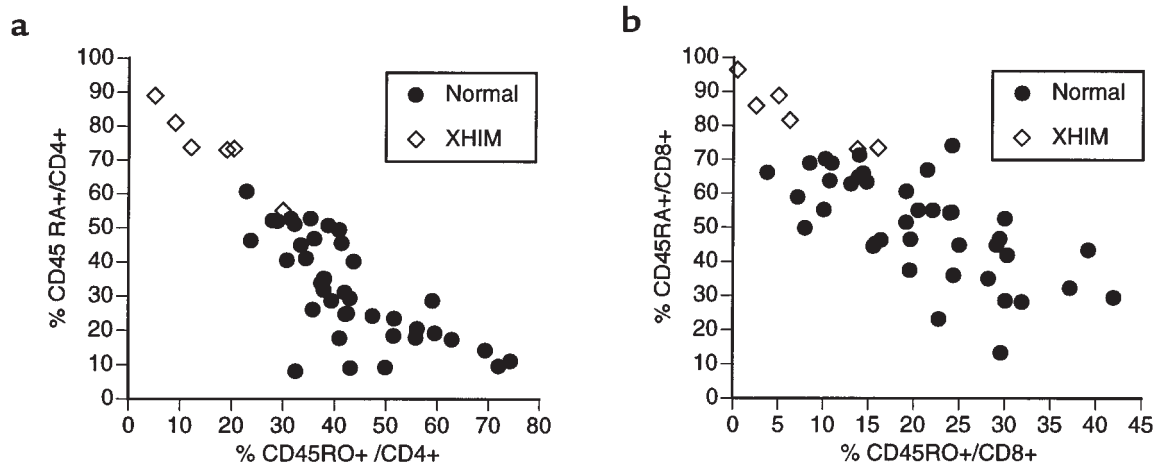 a
100
90
80
70
60
50
40
30
20
10
0
% CD45 RA+/CD4+
Normal
XHIM
0 10 20 30 40 50 60 70 80
% CD45RO+ /CD4+
b
100
90
80
70
60
50
40
30
20
10
0
% CD45RA+/CD8+
Normal
XHIM
0 5 10 15 20 25 30 35 40 45
% CD45RO+/CD8+